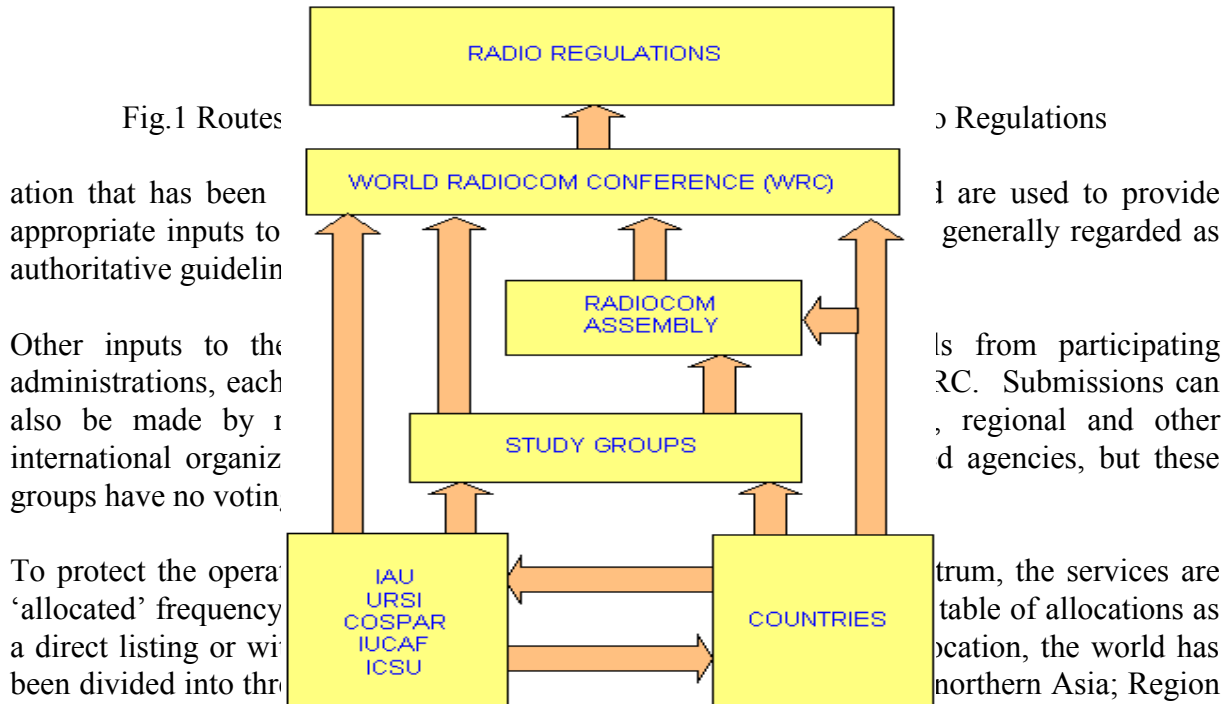 RADIO REGULATIONS
Fig.1 Routes o Regulations
WORLD RADIOCOM CONFERENCE (WRC)
ation that has been d are used to provide
appropriate inputs to generally regarded as
authoritative guidelin
RADIOCOM
ASSEMBLY
Other inputs to the ls from participating
administrations, each RC. Submissions can
also be made by r , regional and other
international organiz d agencies, but these
groups have no voting
STUDY GROUPS
To protect the operat trum, the services are
‘allocated’ frequency table of allocations as
a direct listing or wi ocation, the world has
been divided into thre northern Asia; Region
IAU
URSI
COSPAR
IUCAF
ICSU
COUNTRIES